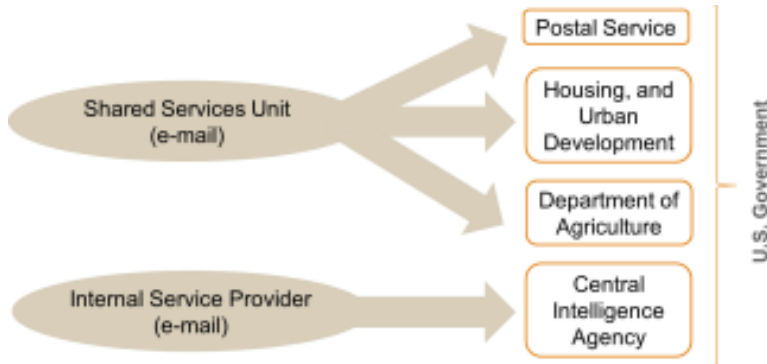 Postal Service
Shared Services Unit
(e-mail)
Housing, and
Urban
Development
Department of
Agriculture
Internal Service Provider
(e-mail)
Central
Intelligence
Agency
U.S. Government